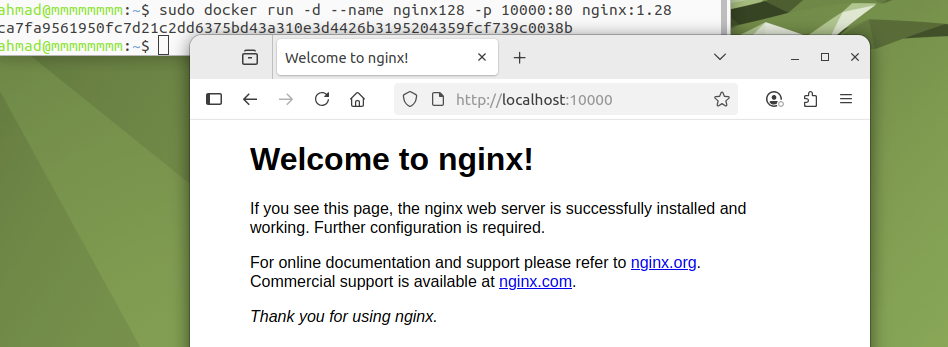 ahmad@mmmmmmmm:~$ sudo docker run -d --name nginx128 -p 10000:80 nginx:1.28
ca7fa9561950fc7d21c2dd6375bd43a310e3d4426b3195204359fcf739c0038b
ahmad@mmmmmmmm:~$
Welcome to nginx!
http://localhost:10000
Welcome to nginx!
If you see this page, the nginx web server is successfully installed and
working. Further configuration is required.
For online documentation and support please refer to nginx.org.
Commercial support is available at nginx.com.
Thank you for using nginx.